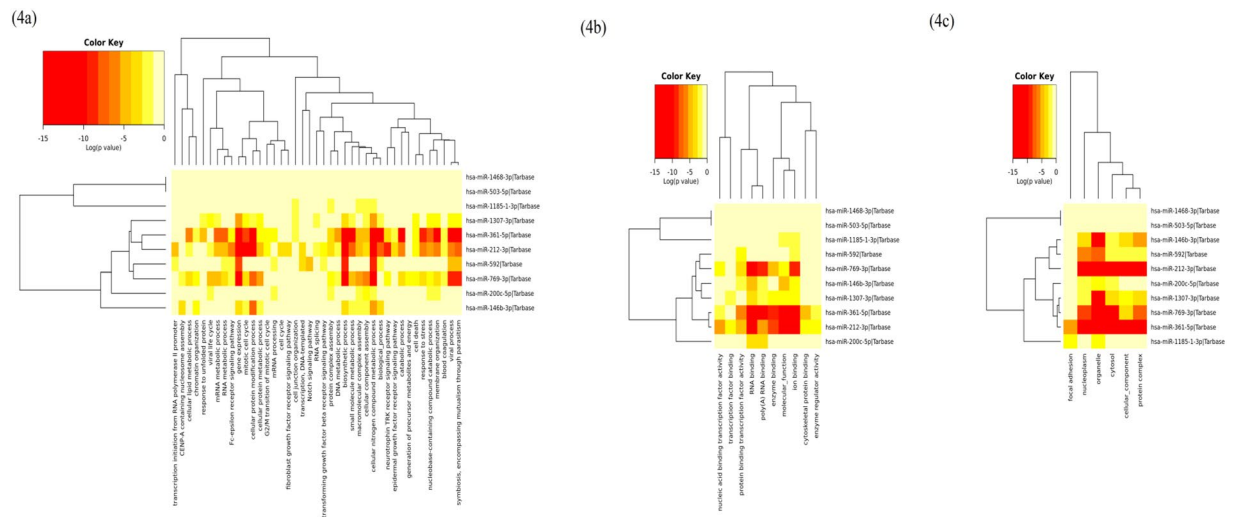 (4a)
Color Key
-15 -10 -5 0
Log(p value)
hsa-miR-1468-3p|Tarbase
hsa-miR-503-5p|Tarbase
hsa-miR-1185-1-3p|Tarbase
hsa-miR-1307-3p|Tarbase
hsa-miR-361-5p|Tarbase
hsa-miR-212-3p|Tarbase
hsa-miR-592|Tarbase
hsa-miR-769-3p|Tarbase
hsa-miR-200c-5p|Tarbase
hsa-miR-146b-3p|Tarbase
transcription initiation from RNA polymerase II promoter
CENP-A containing nucleosome assembly
cellular lipid metabolic process
chromatin organization
response to unfolded protein
viral life cycle
mRNA metabolic process
RNA metabolic process
Fc-epsilon receptor signaling pathway
gene expression
mitotic cell cycle
cellular protein modification process
cellular protein metabolic process
G2/M transition of mitotic cell cycle
mRNA processing
cell cycle
fibroblast growth factor receptor signaling pathway
cell junction organization
transcription, DNA-templated
Notch signaling pathway
RNA splicing
transforming growth factor beta receptor signaling pathway
protein complex assembly
DNA metabolic process
biosynthetic process
small molecule metabolic process
macromolecular complex assembly
cellular component assembly
cellular nitrogen compound metabolic process
biological_process
neurotrophin TRK receptor signaling pathway
epidermal growth factor receptor signaling pathway
catabolic process
generation of precursor metabolites and energy
cell death
response to stress
nucleobase-containing compound catabolic process
membrane organization
blood coagulation
viral process
symbiosis, encompassing mutualism through parasitism
(4b)
Color Key
-15 -10 -5 0
Log(p value)
hsa-miR-1468-3p|Tarbase
hsa-miR-503-5p|Tarbase
hsa-miR-1185-1-3p|Tarbase
hsa-miR-592|Tarbase
hsa-miR-769-3p|Tarbase
hsa-miR-146b-3p|Tarbase
hsa-miR-1307-3p|Tarbase
hsa-miR-361-5p|Tarbase
hsa-miR-212-3p|Tarbase
hsa-miR-200c-5p|Tarbase
nucleic acid binding transcription factor activity
transcription factor binding
protein binding transcription factor activity
RNA binding
poly(A) RNA binding
enzyme binding
molecular_function
ion binding
cytoskeletal protein binding
enzyme regulator activity
(4c)
Color Key
-15 -10 -5 0
Log(p value)
hsa-miR-1468-3p|Tarbase
hsa-miR-503-5p|Tarbase
hsa-miR-146b-3p|Tarbase
hsa-miR-592|Tarbase
hsa-miR-212-3p|Tarbase
hsa-miR-200c-5p|Tarbase
hsa-miR-1307-3p|Tarbase
hsa-miR-769-3p|Tarbase
hsa-miR-361-5p|Tarbase
hsa-miR-1185-1-3p|Tarbase
focal adhesion
nucleoplasm
organelle
cytosol
cellular_component
protein complex